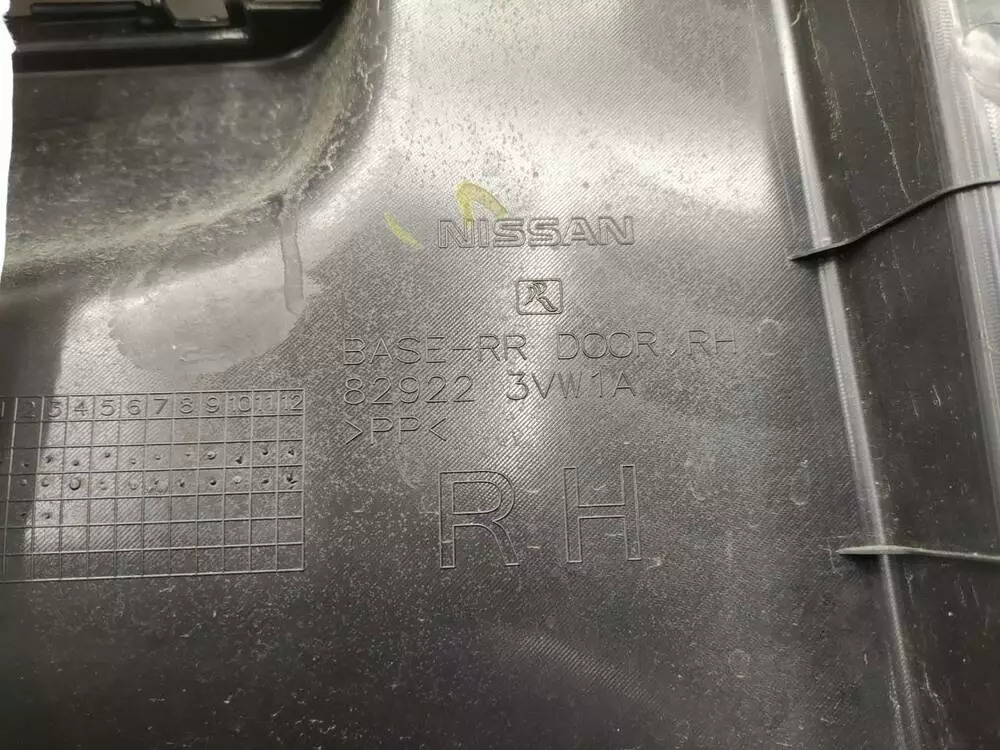 NISSAN
R
BASE-RR DOOR RH
82922 3VW1A
>PP<
1 2 3 4 5 6 7 8 9 10 11 12
RH